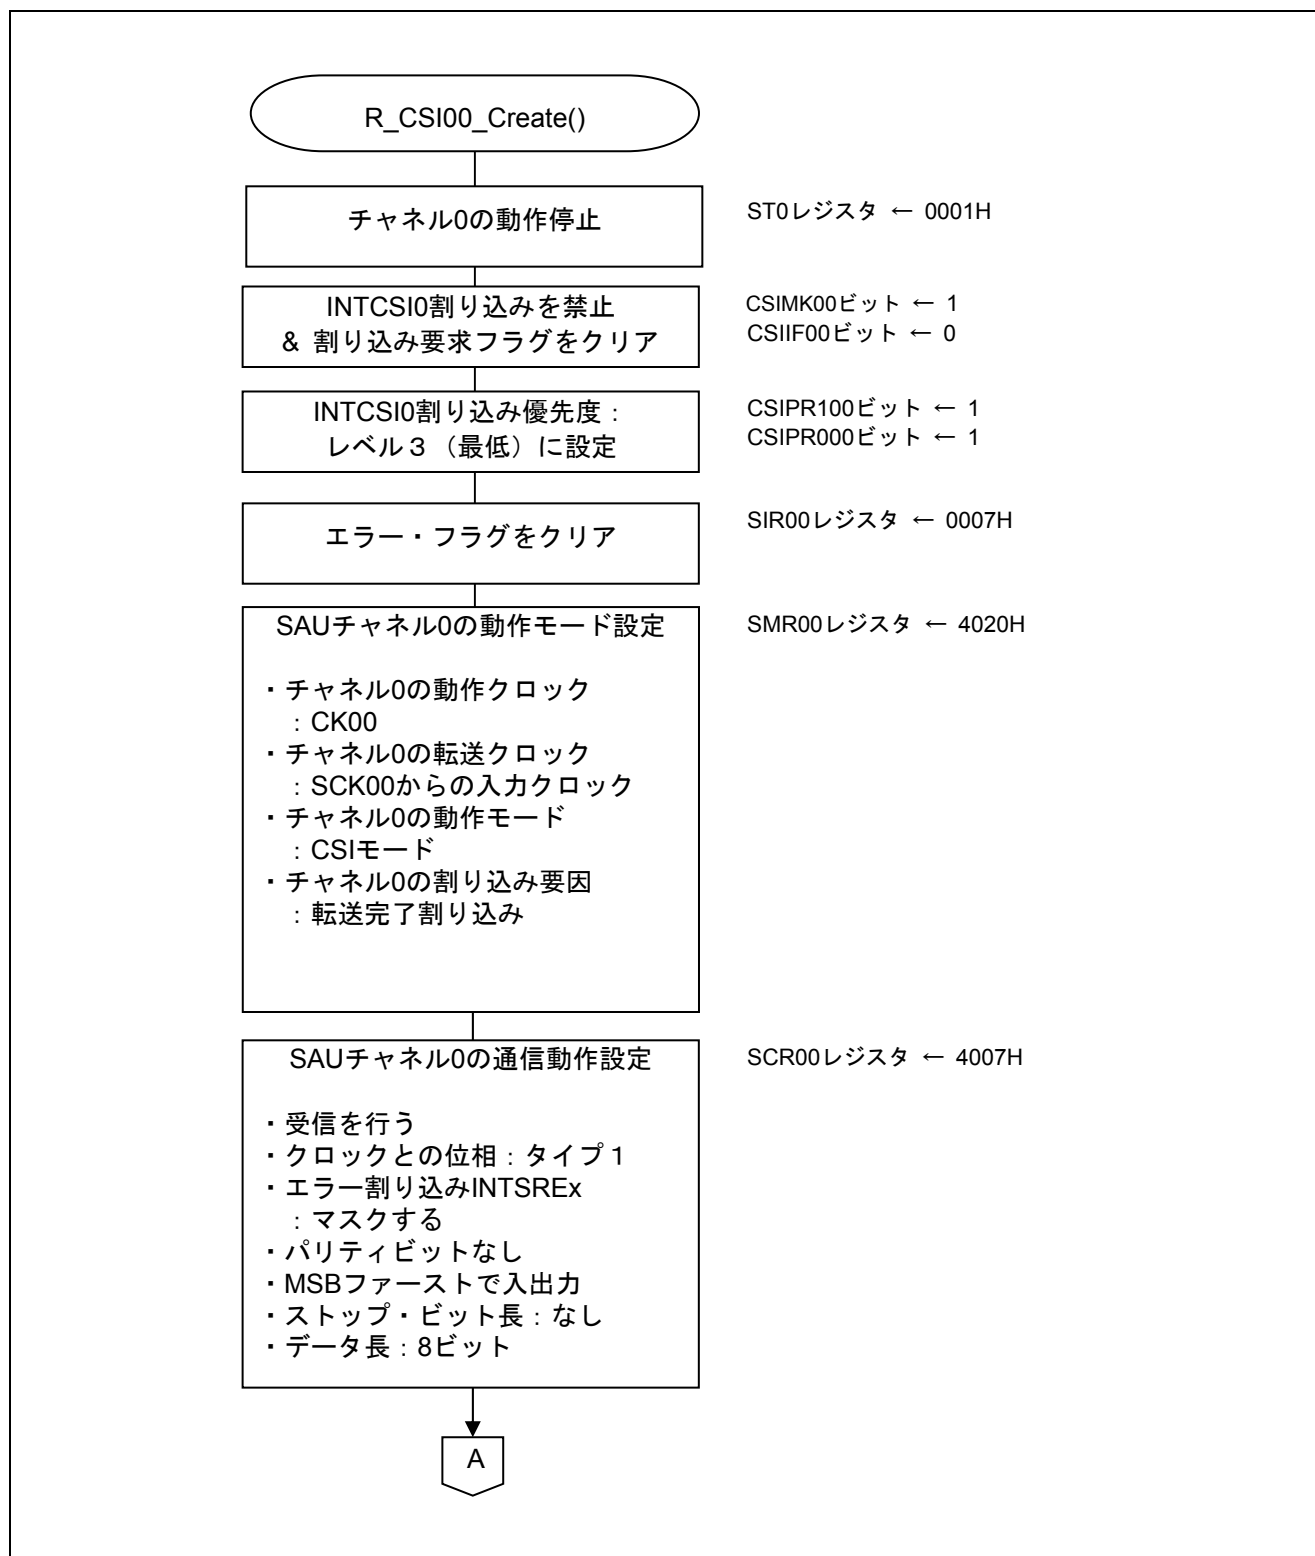 R_CSI00_Create()
チャネル0の動作停止
ST0レジスタ ← 0001H
INTCSI0割り込みを禁止
& 割り込み要求フラグをクリア
CSIMK00ビット ← 1
CSIIF00ビット ← 0
INTCSI0割り込み優先度：
レベル３（最低）に設定
CSIPR100ビット ← 1
CSIPR000ビット ← 1
エラー・フラグをクリア
SIR00レジスタ ← 0007H
SAUチャネル0の動作モード設定
SMR00レジスタ ← 4020H
・チャネル0の動作クロック
：CK00
・チャネル0の転送クロック
：SCK00からの入力クロック
・チャネル0の動作モード
：CSIモード
・チャネル0の割り込み要因
：転送完了割り込み
SAUチャネル0の通信動作設定
SCR00レジスタ ← 4007H
・受信を行う
・クロックとの位相：タイプ１
・エラー割り込みINTSREx
：マスクする
・パリティビットなし
・MSBファーストで入出力
・ストップ・ビット長：なし
・データ長：8ビット
A